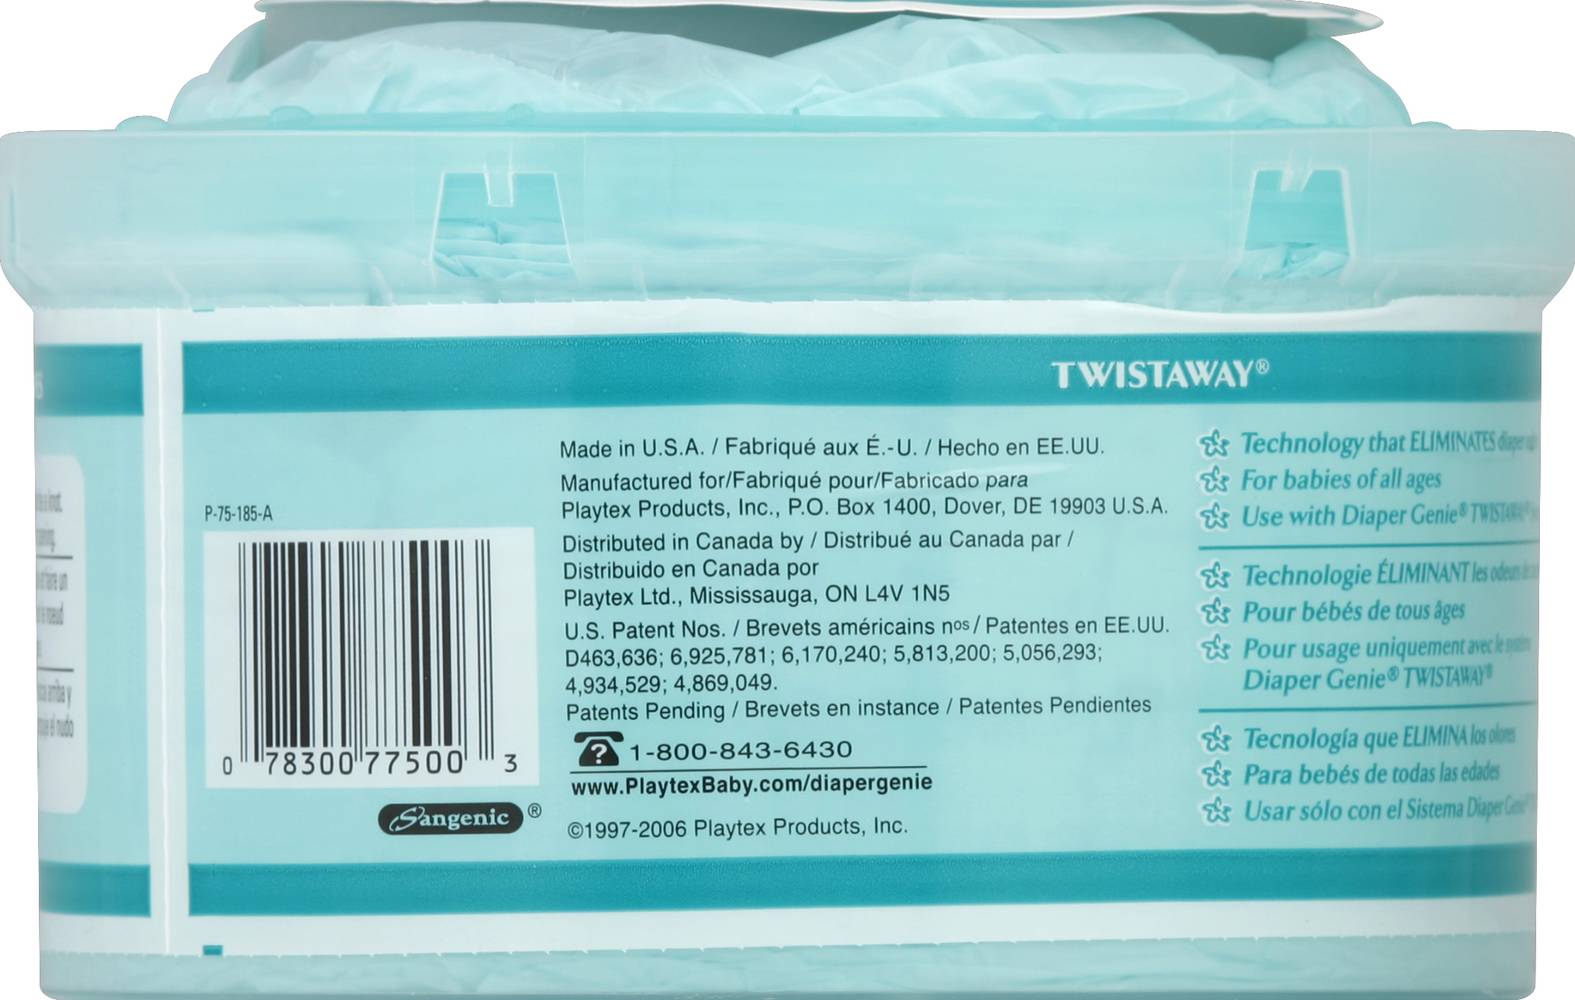 TWISTAWAY®
P-75-185-A
0 78300 77500 3
Sangenic ®
Made in U.S.A. / Fabriqué aux É.-U. / Hecho en EE.UU.
Manufactured for/Fabriqué pour/Fabricado para
Playtex Products, Inc., P.O. Box 1400, Dover, DE 19903 U.S.A.
Distributed in Canada by / Distribué au Canada par /
Distribuido en Canada por
Playtex Ltd., Mississauga, ON L4V 1N5
U.S. Patent Nos. / Brevets américains nos / Patentes en EE.UU.
D463,636; 6,925,781; 6,170,240; 5,813,200; 5,056,293;
4,934,529; 4,869,049.
Patents Pending / Brevets en instance / Patentes Pendientes
1-800-843-6430
www.PlaytexBaby.com/diapergenie
©1997-2006 Playtex Products, Inc.
Technology that ELIMINATES diaper
For babies of all ages
Use with Diaper Genie® TWISTAWAY®
Technologie ÉLIMINANT les odeurs
Pour bébés de tous âges
Pour usage uniquement avec le système
Diaper Genie® TWISTAWAY®
Tecnología que ELIMINA los olores
Para bebés de todas las edades
Usar sólo con el Sistema Diaper Genie®